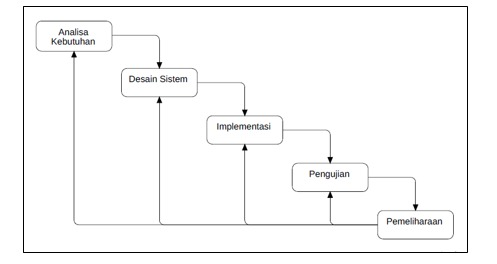 Analisa
Kebutuhan
Desain Sistem
Implementasi
Pengujian
Pemeliharaan